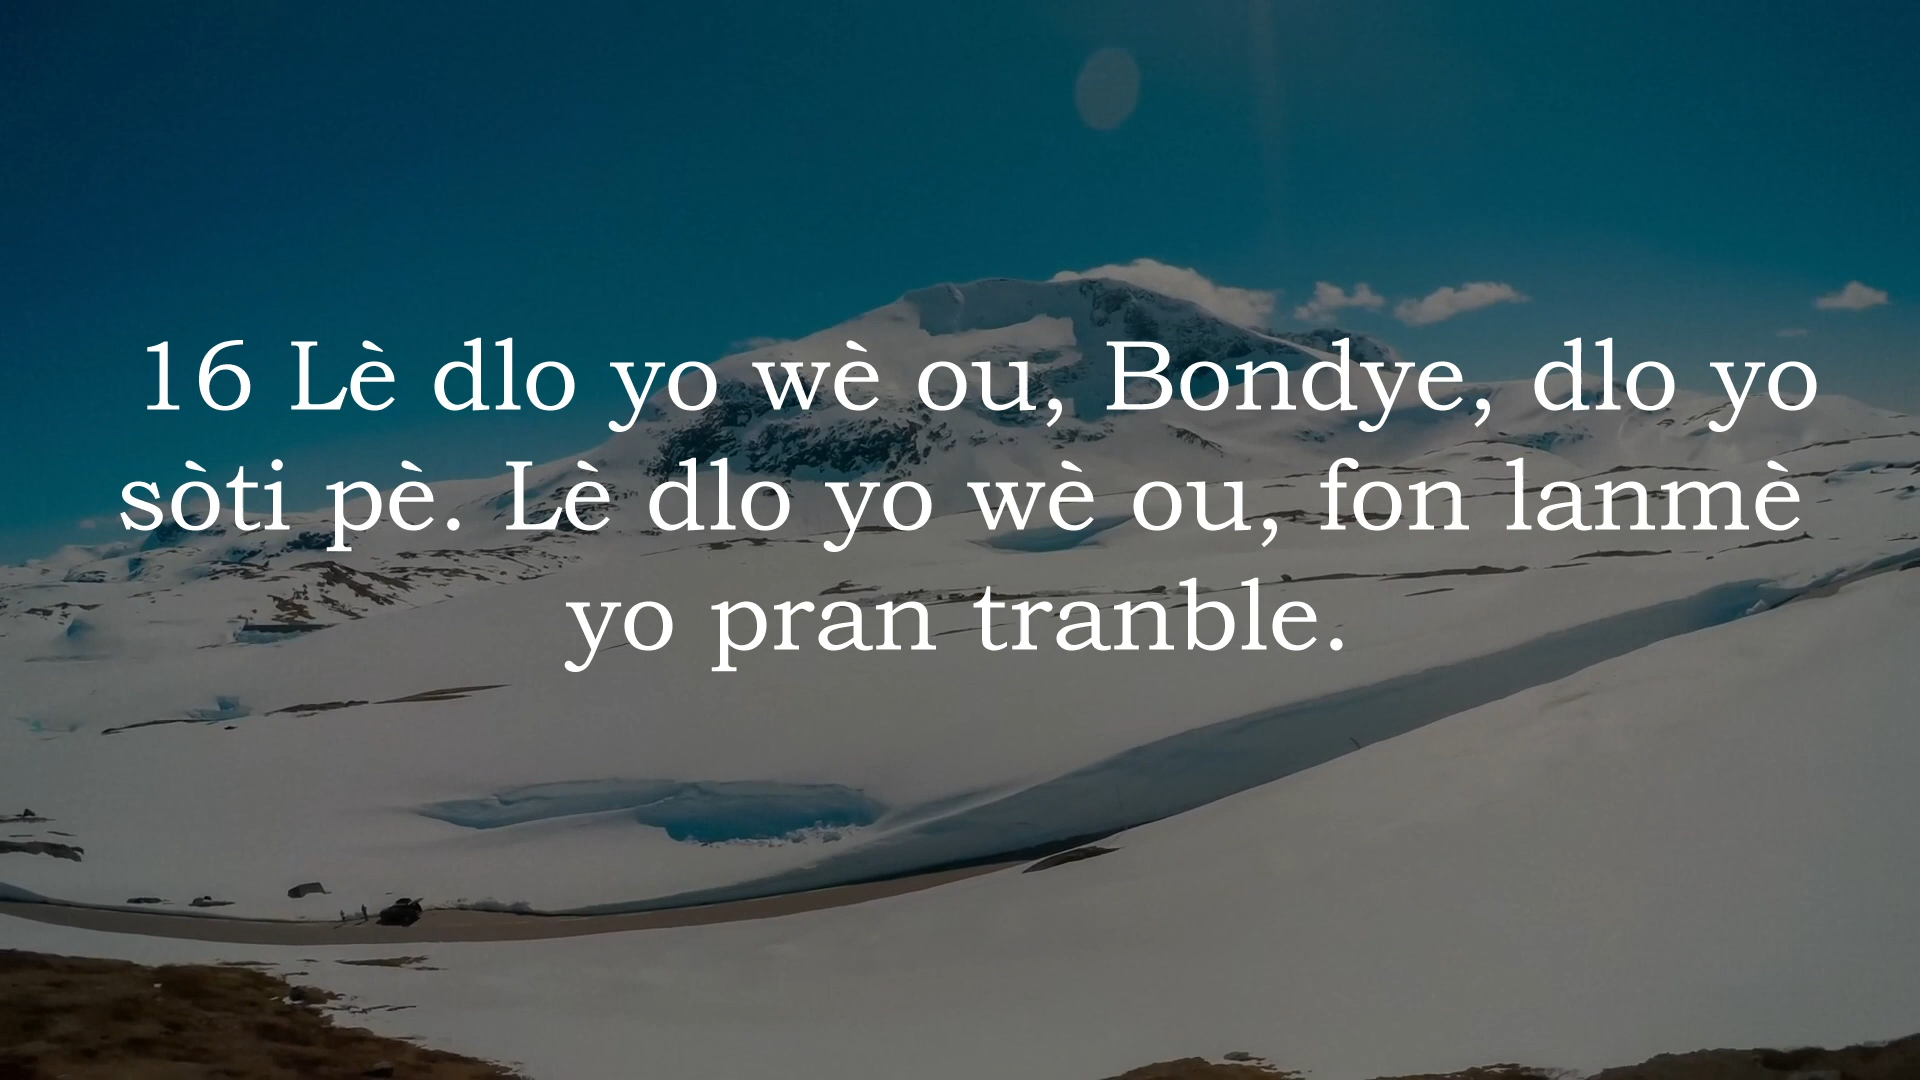 16 Lè dlo yo wè ou, Bondye, dlo yo
sòti pè. Lè dlo yo wè ou, fon lanmè
yo pran tranble.